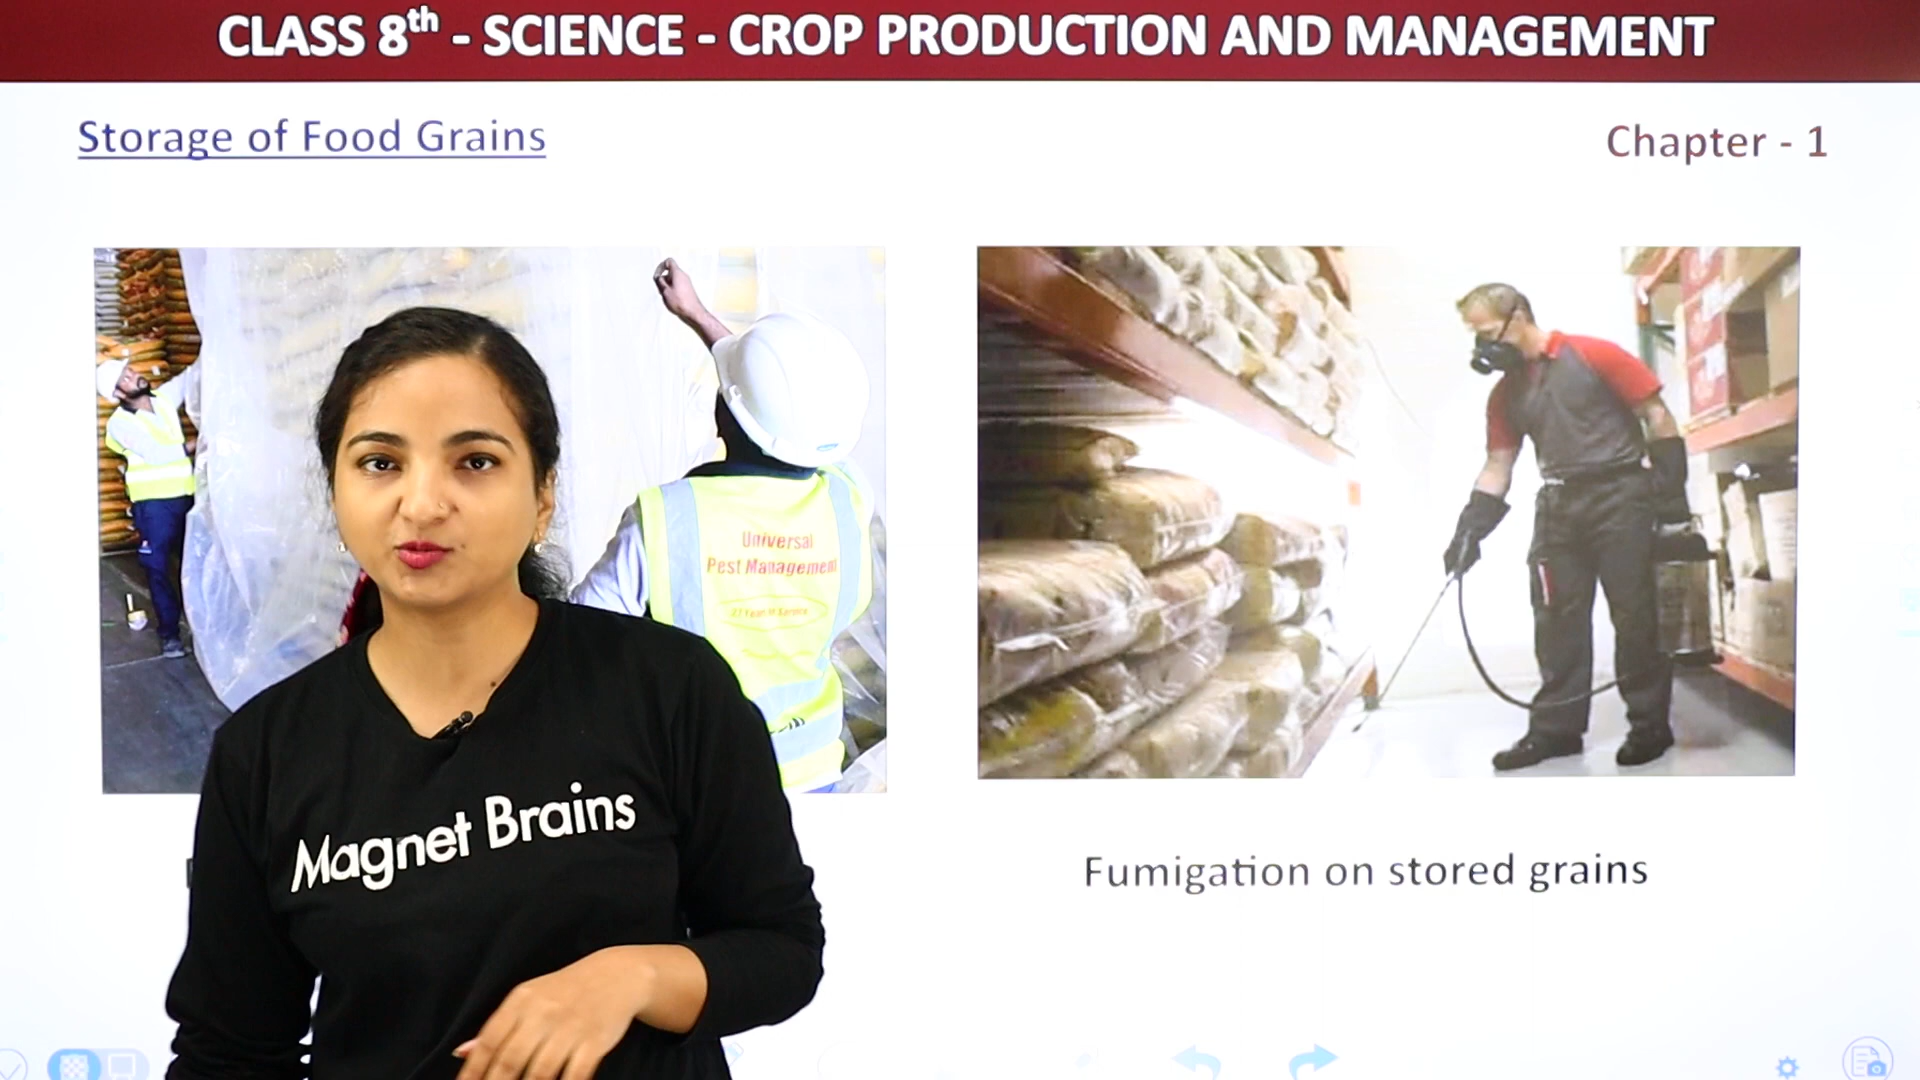 CLASS 8th - SCIENCE - CROP PRODUCTION AND MANAGEMENT
Storage of Food Grains
Chapter - 1
Universal
Pest Management
Magnet Brains
Fumigation on stored grains